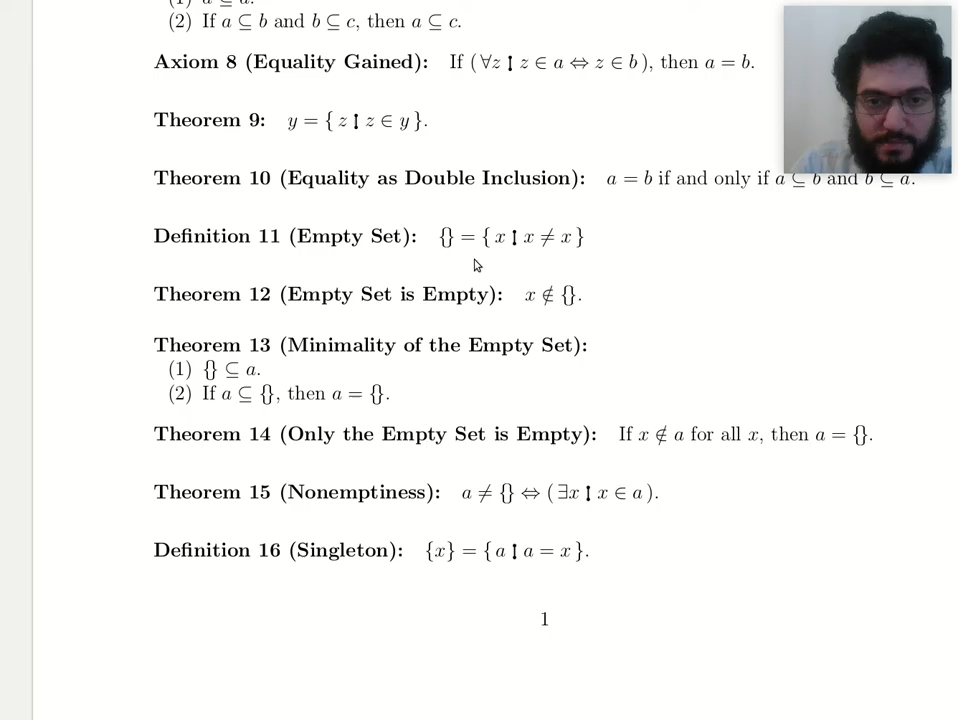 (1) a ⊆ a.
(2) If a ⊆ b and b ⊆ c, then a ⊆ c.
Axiom 8 (Equality Gained): If (∀z ⫯ z ∈ a ⇔ z ∈ b), then a = b.
Theorem 9: y = { z ⫯ z ∈ y }.
Theorem 10 (Equality as Double Inclusion): a = b if and only if a ⊆ b and b ⊆ a.
Definition 11 (Empty Set): {} = { x ⫯ x ≠ x }
Theorem 12 (Empty Set is Empty): x ∉ {}.
Theorem 13 (Minimality of the Empty Set):
(1) {} ⊆ a.
(2) If a ⊆ {}, then a = {}.
Theorem 14 (Only the Empty Set is Empty): If x ∉ a for all x, then a = {}.
Theorem 15 (Nonemptiness): a ≠ {} ⇔ (∃x ⫯ x ∈ a).
Definition 16 (Singleton): {x} = { a ⫯ a = x }.
1